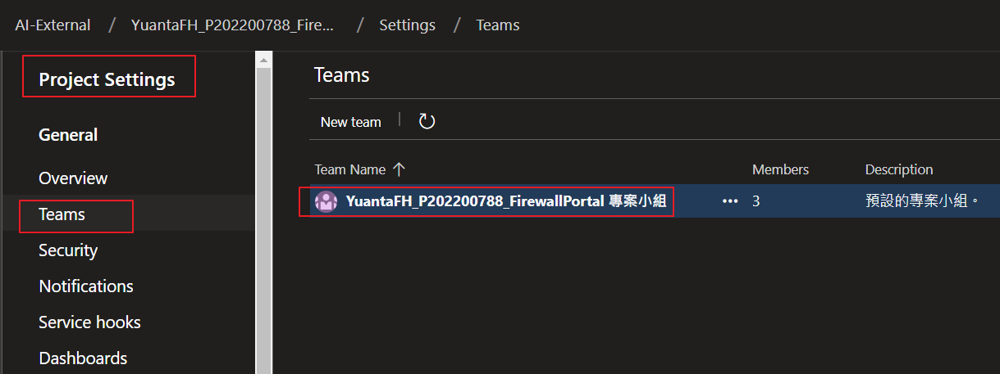 AI-External / YuantaFH_P202200788_Fire... / Settings / Teams
Project Settings
General
Overview
Teams
Security
Notifications
Service hooks
Dashboards
Teams
New team
Team Name Members Description
YuantaFH_P202200788_FirewallPortal 專案小組 ... 3 預設的專案小組。